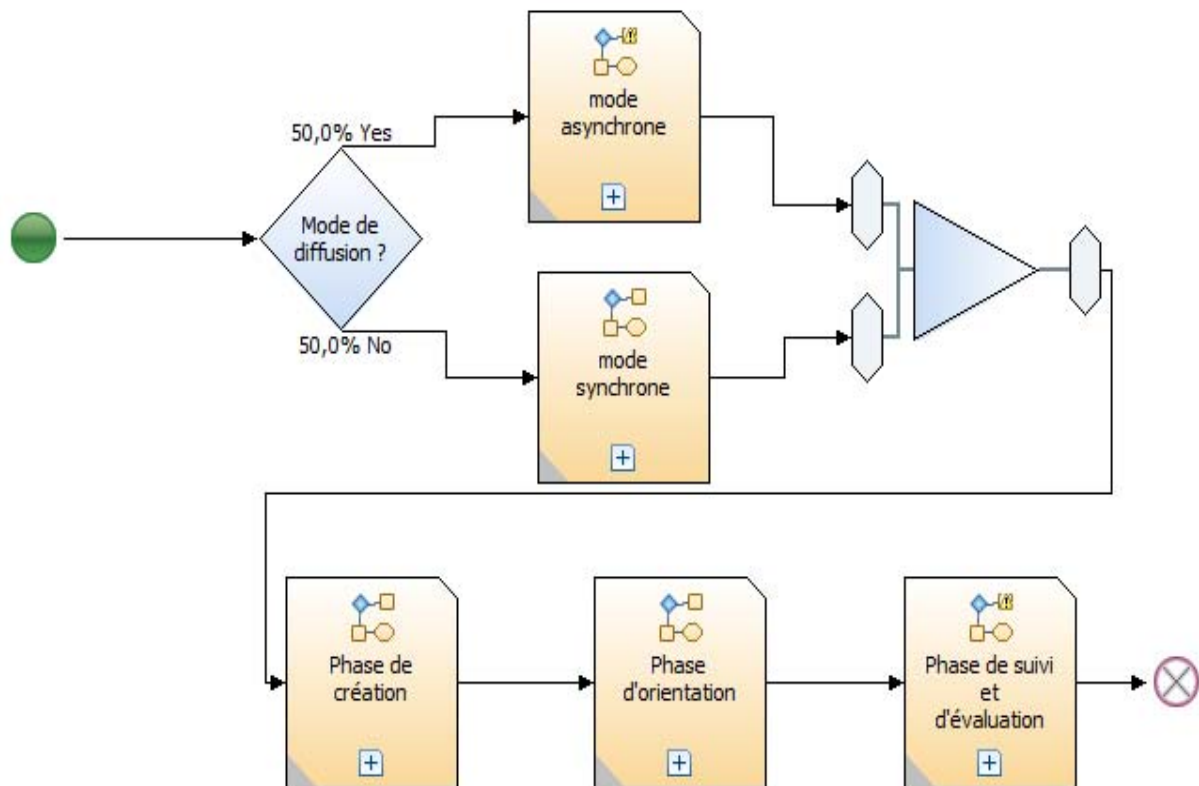 mode
asynchrone
50,0% Yes
Mode de
diffusion ?
50,0% No
mode
synchrone
Phase de
création
Phase
d'orientation
Phase de suivi
et
d'évaluation